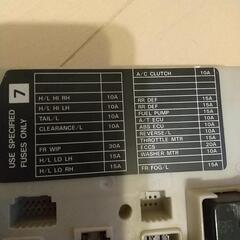 USE SPECIFIED
FUSES ONLY
7
H/L HI RH 10A
H/L HI LH 10A
TAIL/L 10A
CLEARANCE/L 10A
FR WIP 30A
H/L LO LH 15A
H/L LO RH 15A
A/C CLUTCH 10A
RR DEF 15A
RR DEF 15A
FUEL PUMP 15A
A/T ECU 10A
ABS ECU 10A
REVERSE/L 10A
THROTTLE MTR 15A
TCCS 20A
WASHER MTR 10A
FR FOG/L 15A